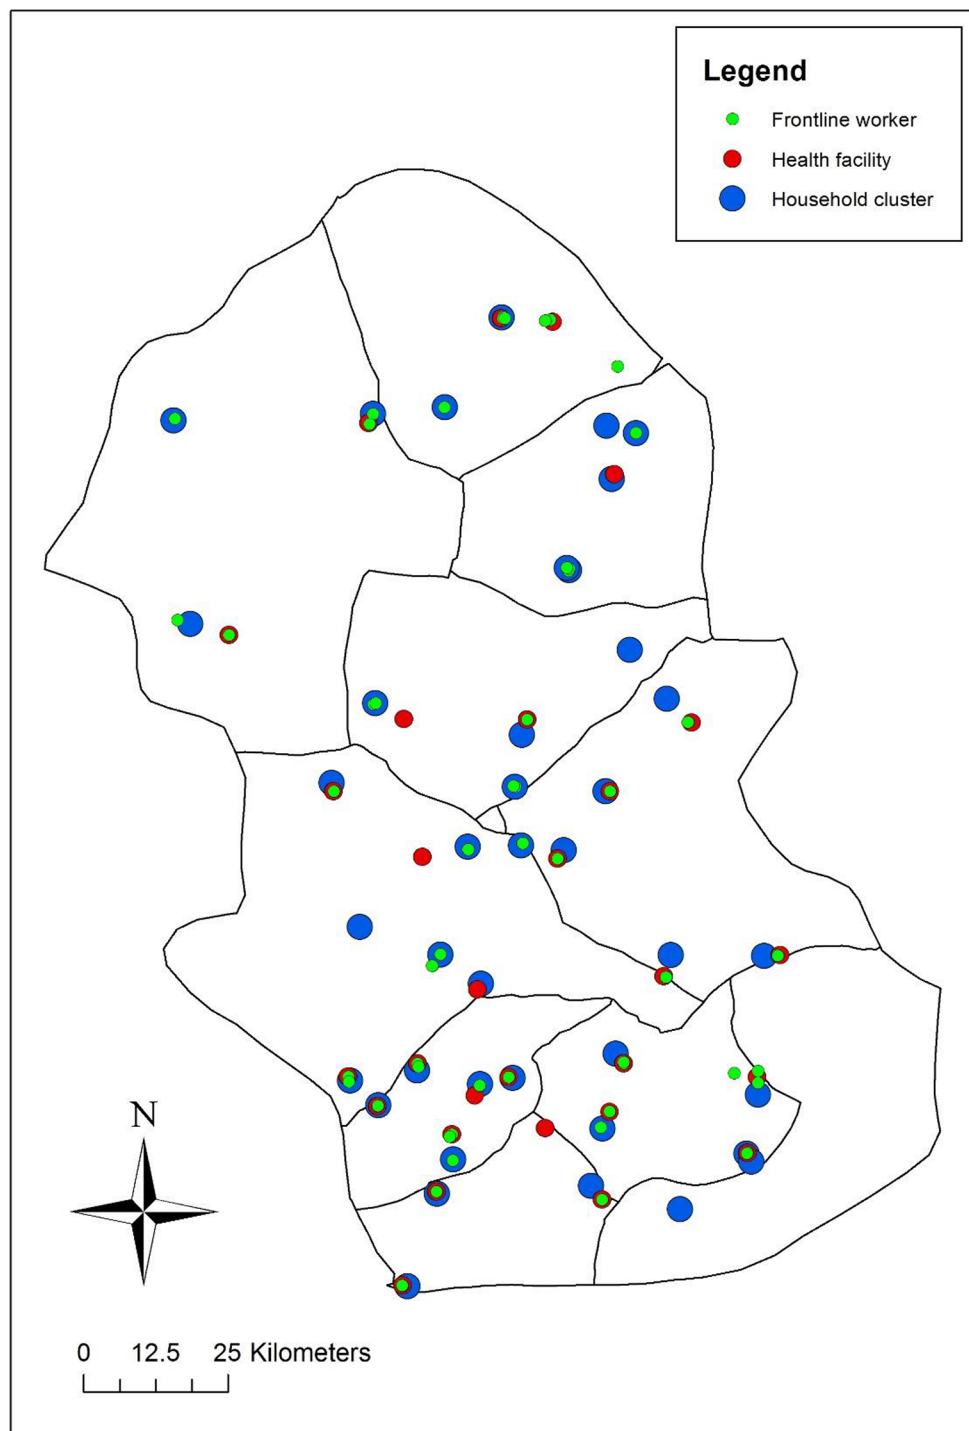 Legend
Frontline worker
Health facility
Household cluster
N
0 12.5 25 Kilometers